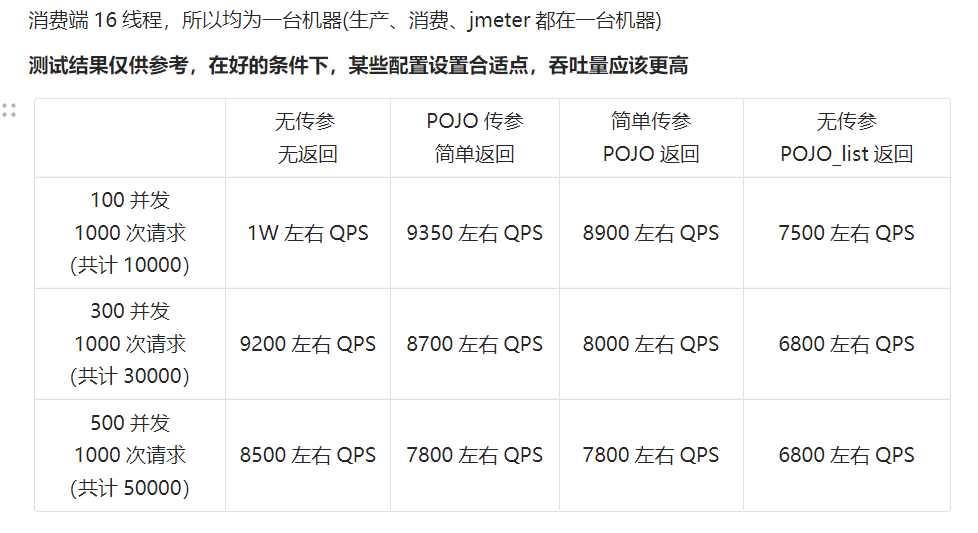 消费端 16 线程，所以均为一台机器(生产、消费、jmeter 都在一台机器)
测试结果仅供参考，在好的条件下，某些配置设置合适点，吞吐量应该更高
无传参
无返回
POJO 传参
简单返回
简单传参
POJO 返回
无传参
POJO_list 返回
100 并发
1000 次请求
(共计 10000)
1W 左右 QPS
9350 左右 QPS
8900 左右 QPS
7500 左右 QPS
300 并发
1000 次请求
(共计 30000)
9200 左右 QPS
8700 左右 QPS
8000 左右 QPS
6800 左右 QPS
500 并发
1000 次请求
(共计 50000)
8500 左右 QPS
7800 左右 QPS
7800 左右 QPS
6800 左右 QPS